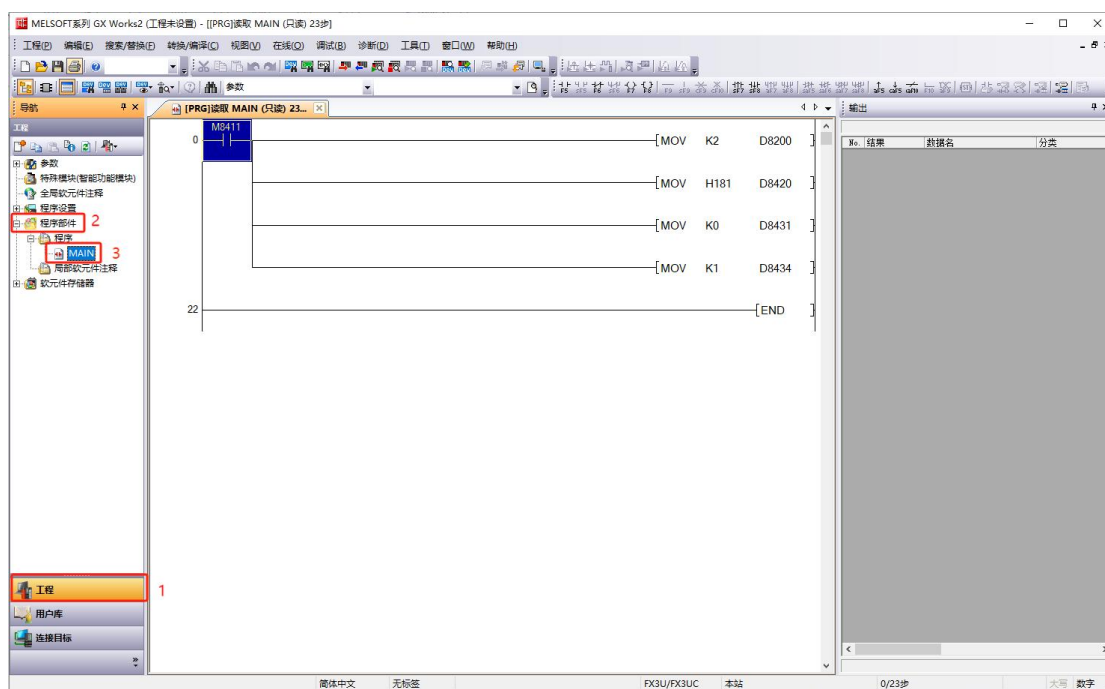 MELSOFT系列 GX Works2 (工程未设置) - [[PRG]读取 MAIN (只读) 23步]
工程(P) 编辑(E) 搜索/替换(F) 转换/编译(C) 视图(V) 在线(O) 调试(B) 诊断(D) 工具(T) 窗口(W) 帮助(H)
参数
导航
[PRG]读取 MAIN (只读) 23...
输出
工程
No. 结果 数据名 分类
参数
特殊模块(智能功能模块)
全局软元件注释
程序设置
程序部件 2
程序
MAIN 3
局部软元件注释
软元件存储器
M8411
0 MOV K2 D8200
MOV H181 D8420
MOV K0 D8431
MOV K1 D8434
22 END
工程 1
用户库
连接目标
简体中文 无标签 FX3U/FX3UC 本站 0/23步 大写 数字